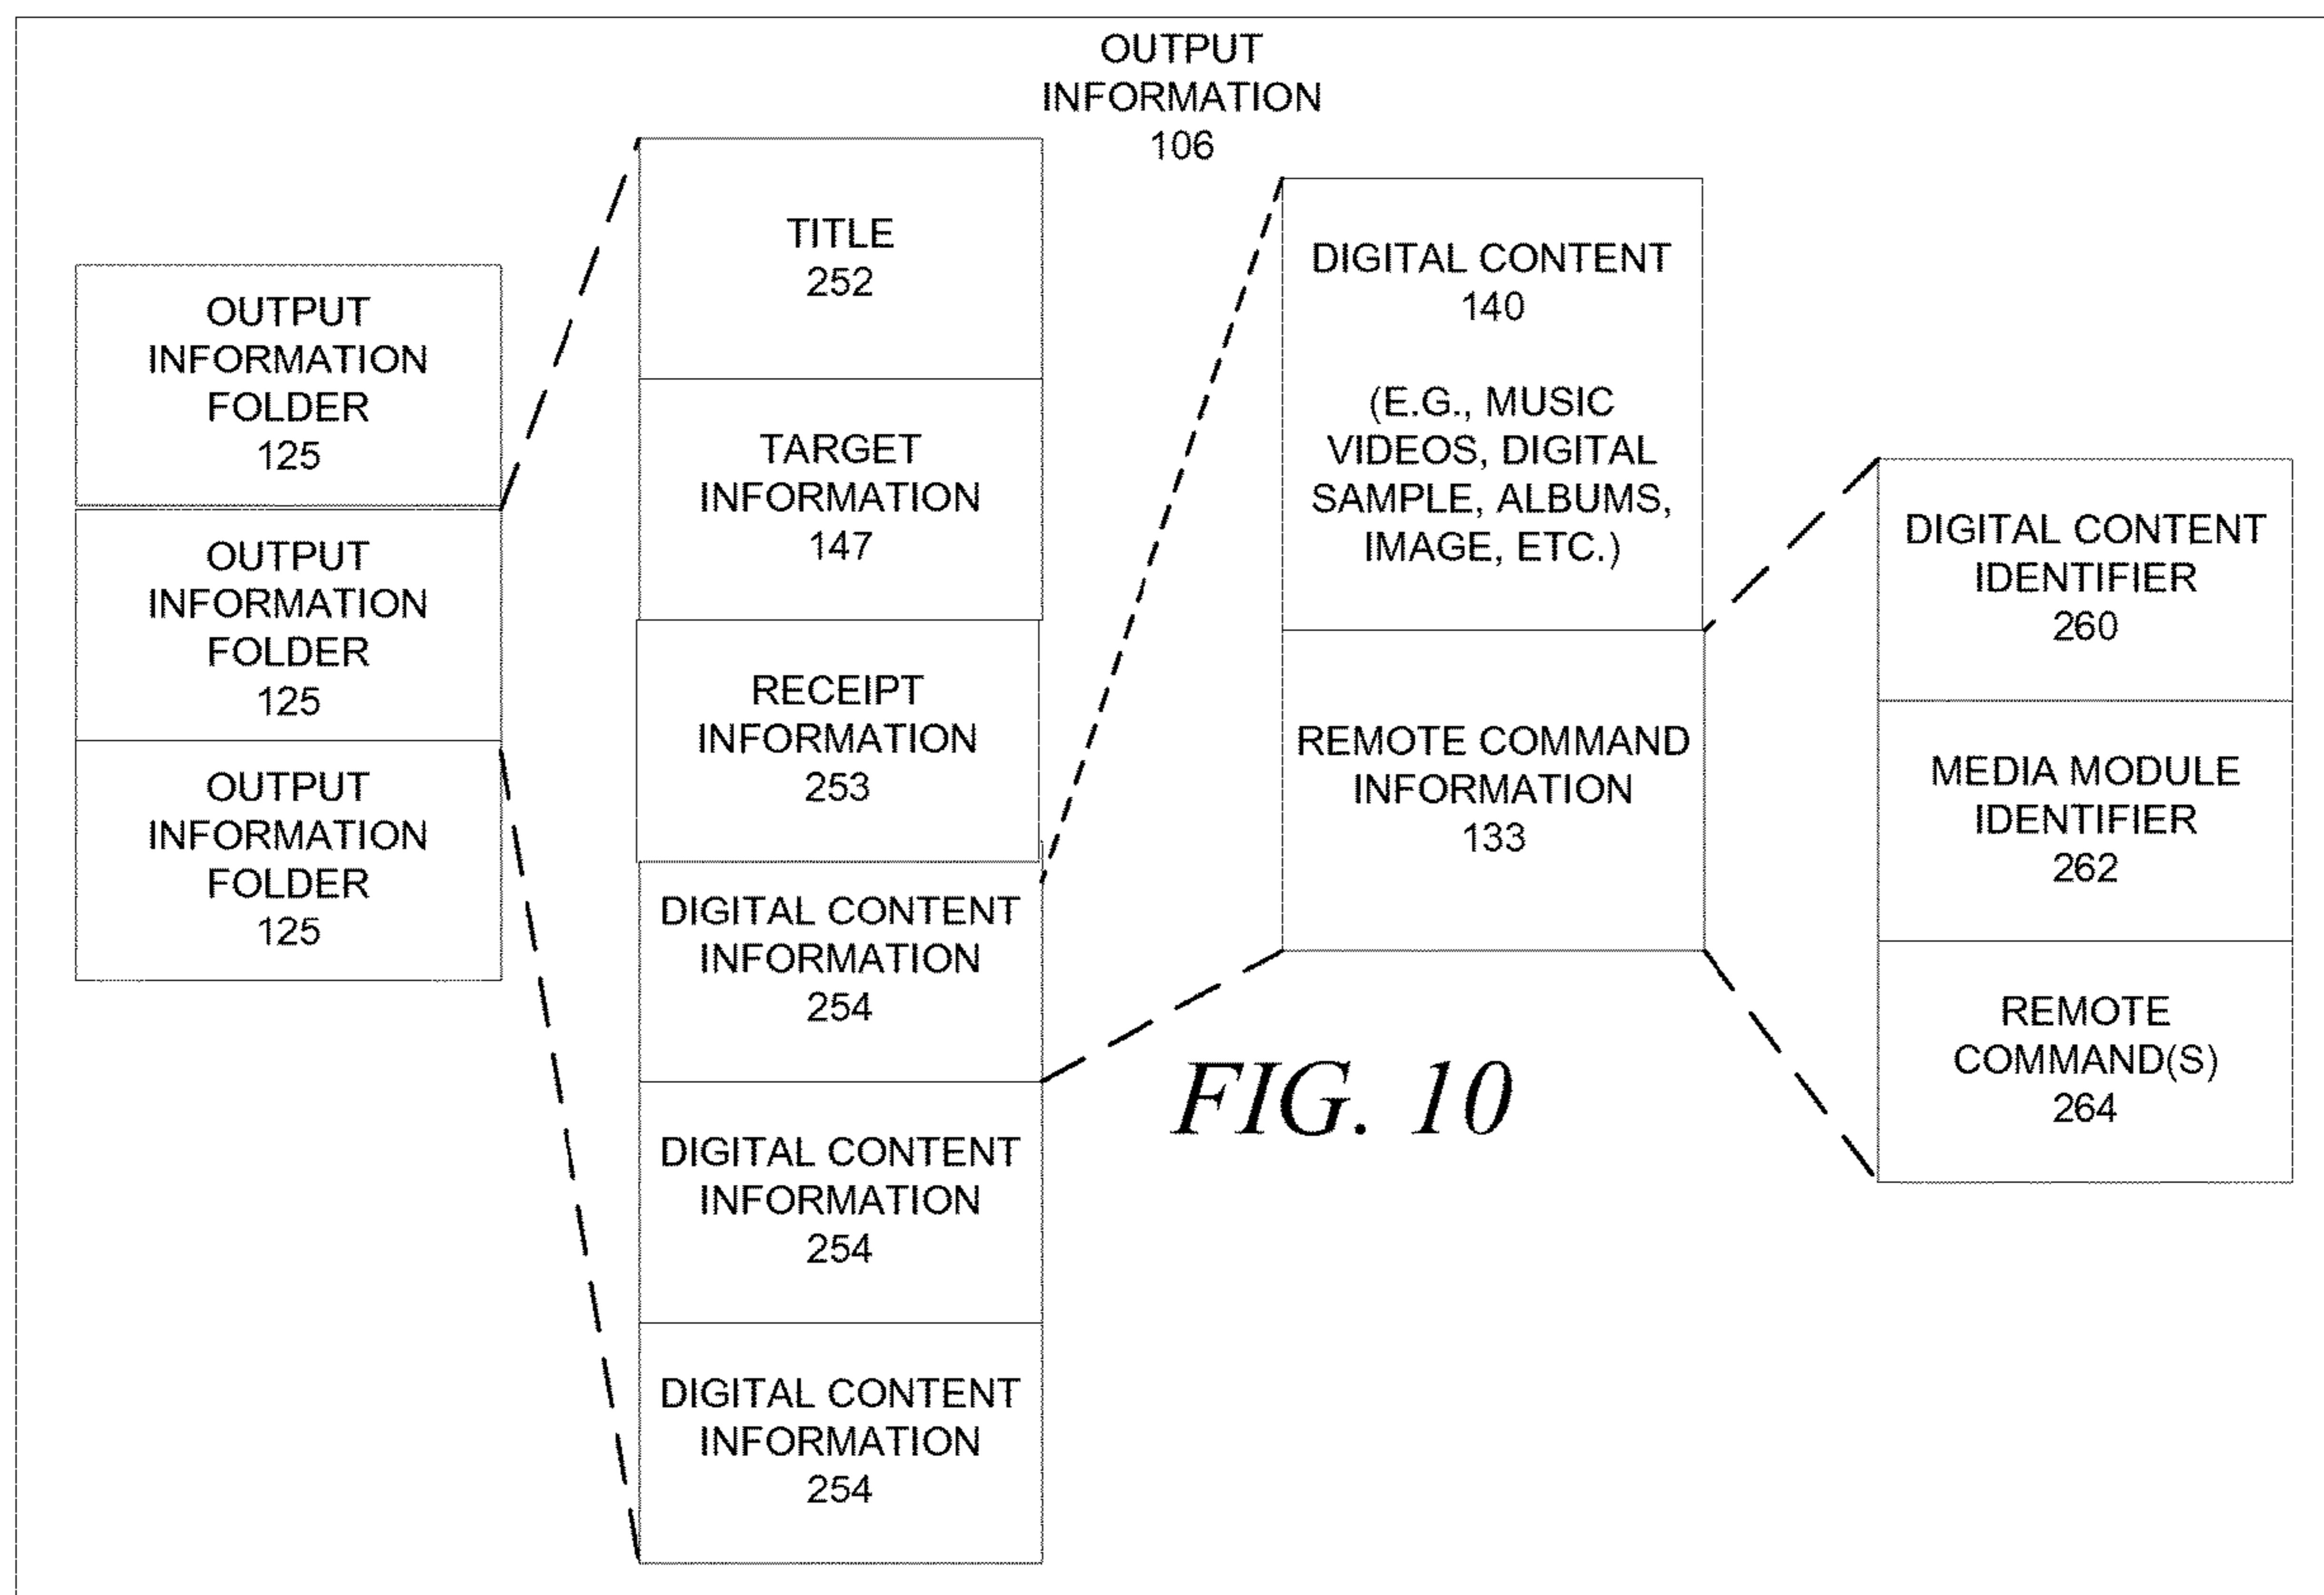 OUTPUT
INFORMATION
106
OUTPUT
INFORMATION
FOLDER
125
OUTPUT
INFORMATION
FOLDER
125
OUTPUT
INFORMATION
FOLDER
125
TITLE
252
TARGET
INFORMATION
147
RECEIPT
INFORMATION
253
DIGITAL CONTENT
INFORMATION
254
DIGITAL CONTENT
INFORMATION
254
DIGITAL CONTENT
INFORMATION
254
DIGITAL CONTENT
140
(E.G., MUSIC
VIDEOS, DIGITAL
SAMPLE, ALBUMS,
IMAGE, ETC.)
REMOTE COMMAND
INFORMATION
133
DIGITAL CONTENT
IDENTIFIER
260
MEDIA MODULE
IDENTIFIER
262
REMOTE
COMMAND(S)
264
FIG. 10